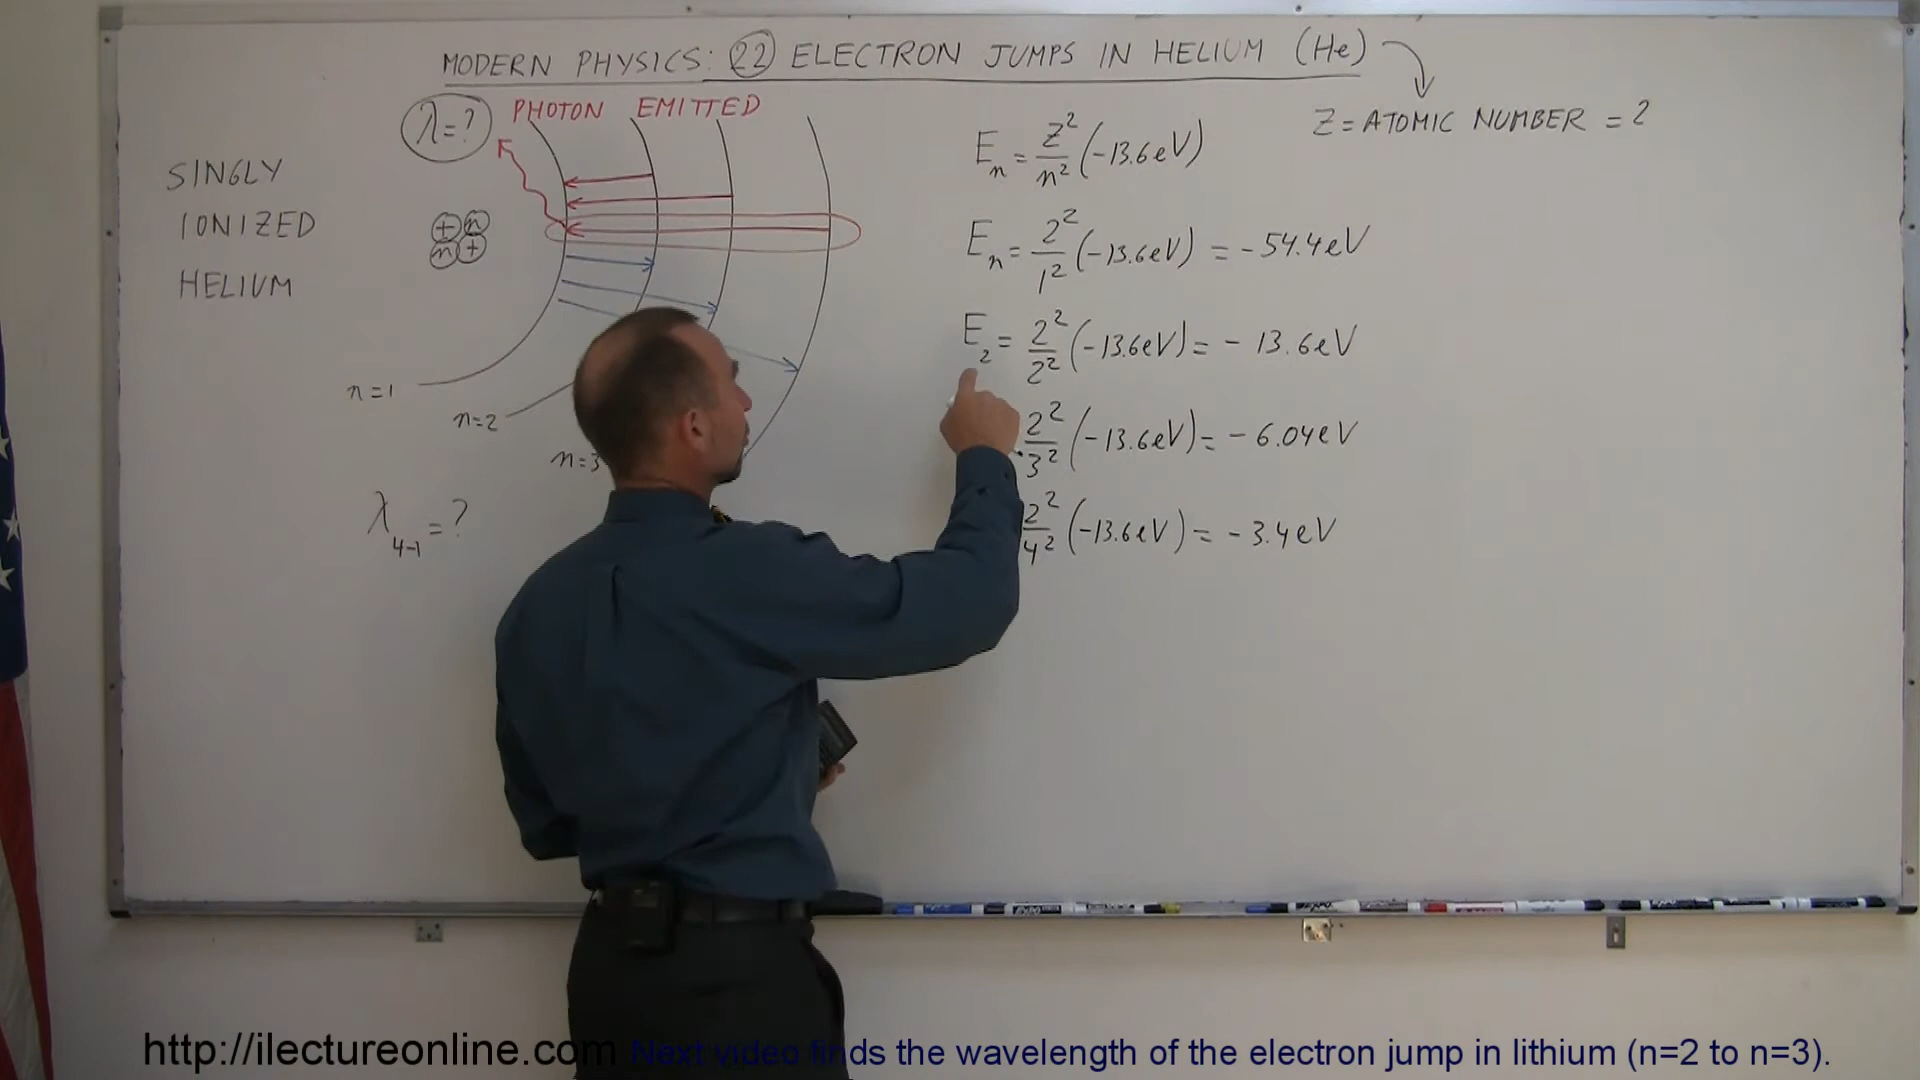 MODERN PHYSICS: 22 ELECTRON JUMPS IN HELIUM (He)
λ=? PHOTON EMITTED
Z = ATOMIC NUMBER = 2
SINGLY
IONIZED
HELIUM
+ n
n +
n=1
n=2
n=3
λ₄₋₁ = ?
Eₙ = Z²/n² (-13.6eV)
Eₙ = 2²/1² (-13.6eV) = -54.4eV
E₂ = 2²/2² (-13.6eV) = -13.6eV
2²/3² (-13.6eV) = -6.04eV
2²/4² (-13.6eV) = -3.4eV
http://ilectureonline.com Next video finds the wavelength of the electron jump in lithium (n=2 to n=3).